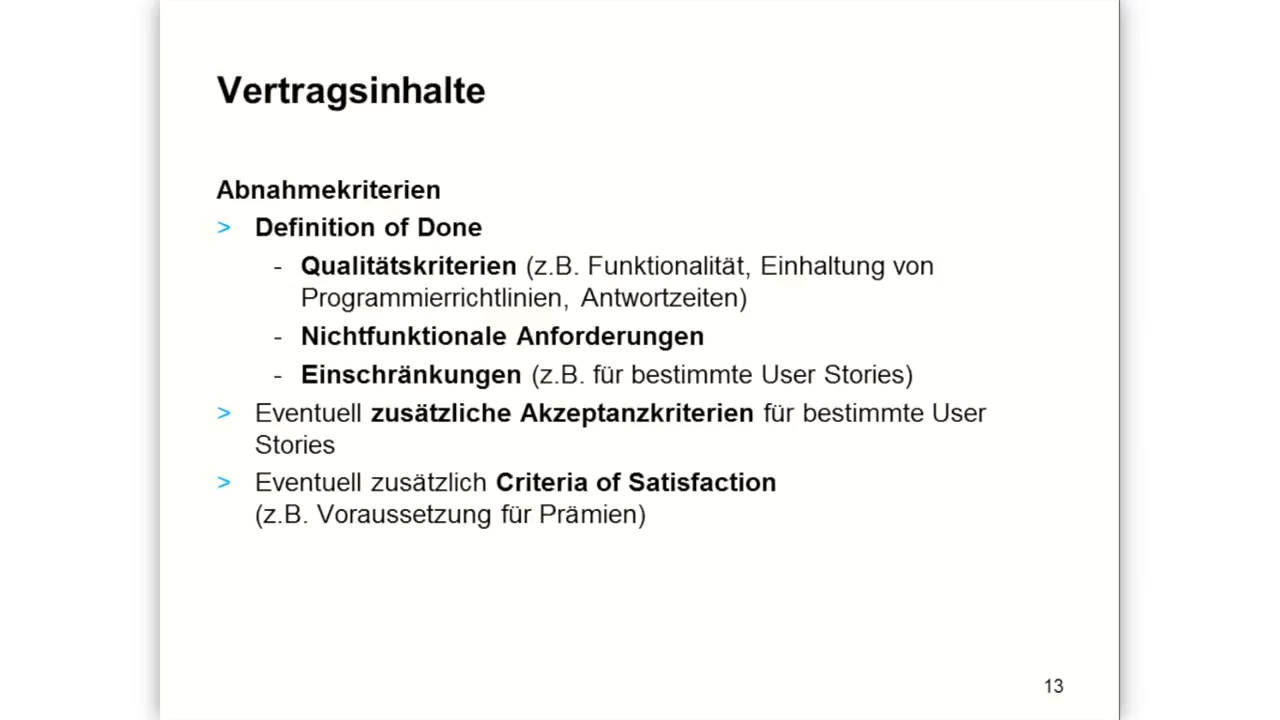 Vertragsinhalte
Abnahmekriterien
> Definition of Done
- Qualitätskriterien (z.B. Funktionalität, Einhaltung von
Programmierrichtlinien, Antwortzeiten)
- Nichtfunktionale Anforderungen
- Einschränkungen (z.B. für bestimmte User Stories)
> Eventuell zusätzliche Akzeptanzkriterien für bestimmte User
Stories
> Eventuell zusätzlich Criteria of Satisfaction
(z.B. Voraussetzung für Prämien)
13